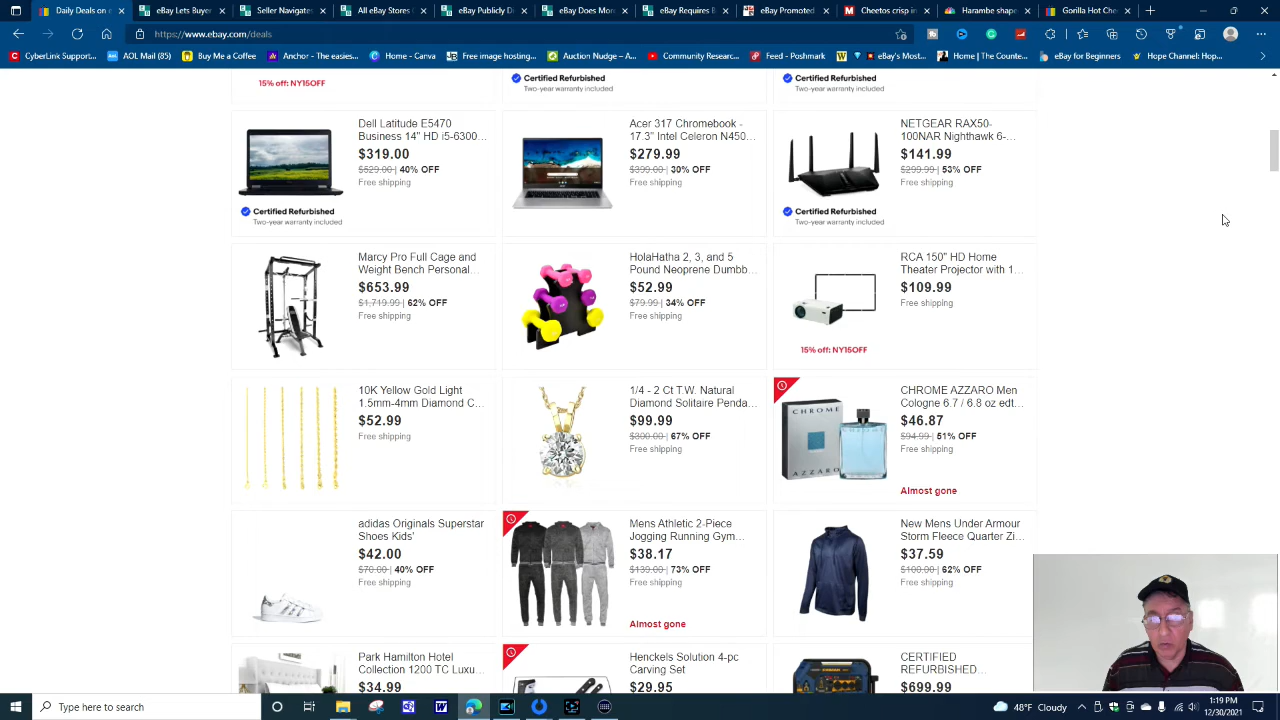 Daily Deals on
eBay Lets Buyer
All eBay Stores
eBay Publicly Di
eBay Does More
eBay Requires II
eBay Promoted
Meatos crisp in
Hanome shape
Gorilla Hot Che
https://www.ebay.com/deals
CyberLink Support...
AOL Mail (85)
Buy Me a Coffee
Anchor - The easies...
Home - Canva
Free image hosting...
Auction Nudge – A...
Community Research...
Feed - Poshmark
eBay's Most...
Home | The Countr...
eBay for Beginners
Hope Channel: Hop...
15% off: NY15OFF
Certified Refurbished
Two-year warranty included
Certified Refurbished
Two-year warranty included
Dell Latitude E5470
Business 14" HD i5-6300...
$319.00
$529.00 | 40% OFF
Free shipping
Certified Refurbished
Two-year warranty included
Acer 317 Chromebook -
17.3" Intel Celeron N450...
$279.99
$399.00 | 30% OFF
Free shipping
NETGEAR RAX50-
100NAR Nighthawk 6-...
$141.99
$299.99 | 53% OFF
Free shipping
Certified Refurbished
Two-year warranty included
Marcy Pro Full Cage and
Weight Bench Personal...
$653.99
$1,719.99 | 62% OFF
Free shipping
HolaHatha 2, 3, and 5
Pound Neoprene Dumbb...
$52.99
$79.99 | 34% OFF
Free shipping
RCA 150" HD Home
Theater Projector with 1...
$109.99
Free shipping
15% off: NY15OFF
10K Yellow Gold Light
1.5mm-4mm Diamond C...
$52.99
Free shipping
1/4 - 2 Ct T.W. Natural
Diamond Solitaire Penda...
$99.99
$300.00 | 67% OFF
Free shipping
CHROME
AZZARO
CHROME AZZARO Men
Cologne 6.7 / 6.8 oz edt...
$46.87
$94.99 | 51% OFF
Free shipping
Almost gone
adidas Originals Superstar
Shoes Kids'
$42.00
$70.00 | 40% OFF
Free shipping
Mens Athletic 2-Piece
Jogging Running Gym...
$38.17
$139.00 | 73% OFF
Free shipping
Almost gone
New Mens Under Armour
Storm Fleece Quarter Zi...
$37.59
$100.00 | 62% OFF
Free shipping
Park Hamilton Hotel
Collection 1200 TC Luxu...
$34.99
Henckels Solution 4-pc
Carving Set
$29.95
CERTIFIED
REFURBISHED...
$699.99
Type here to search
48°F Cloudy
1:19 PM
12/30/2021